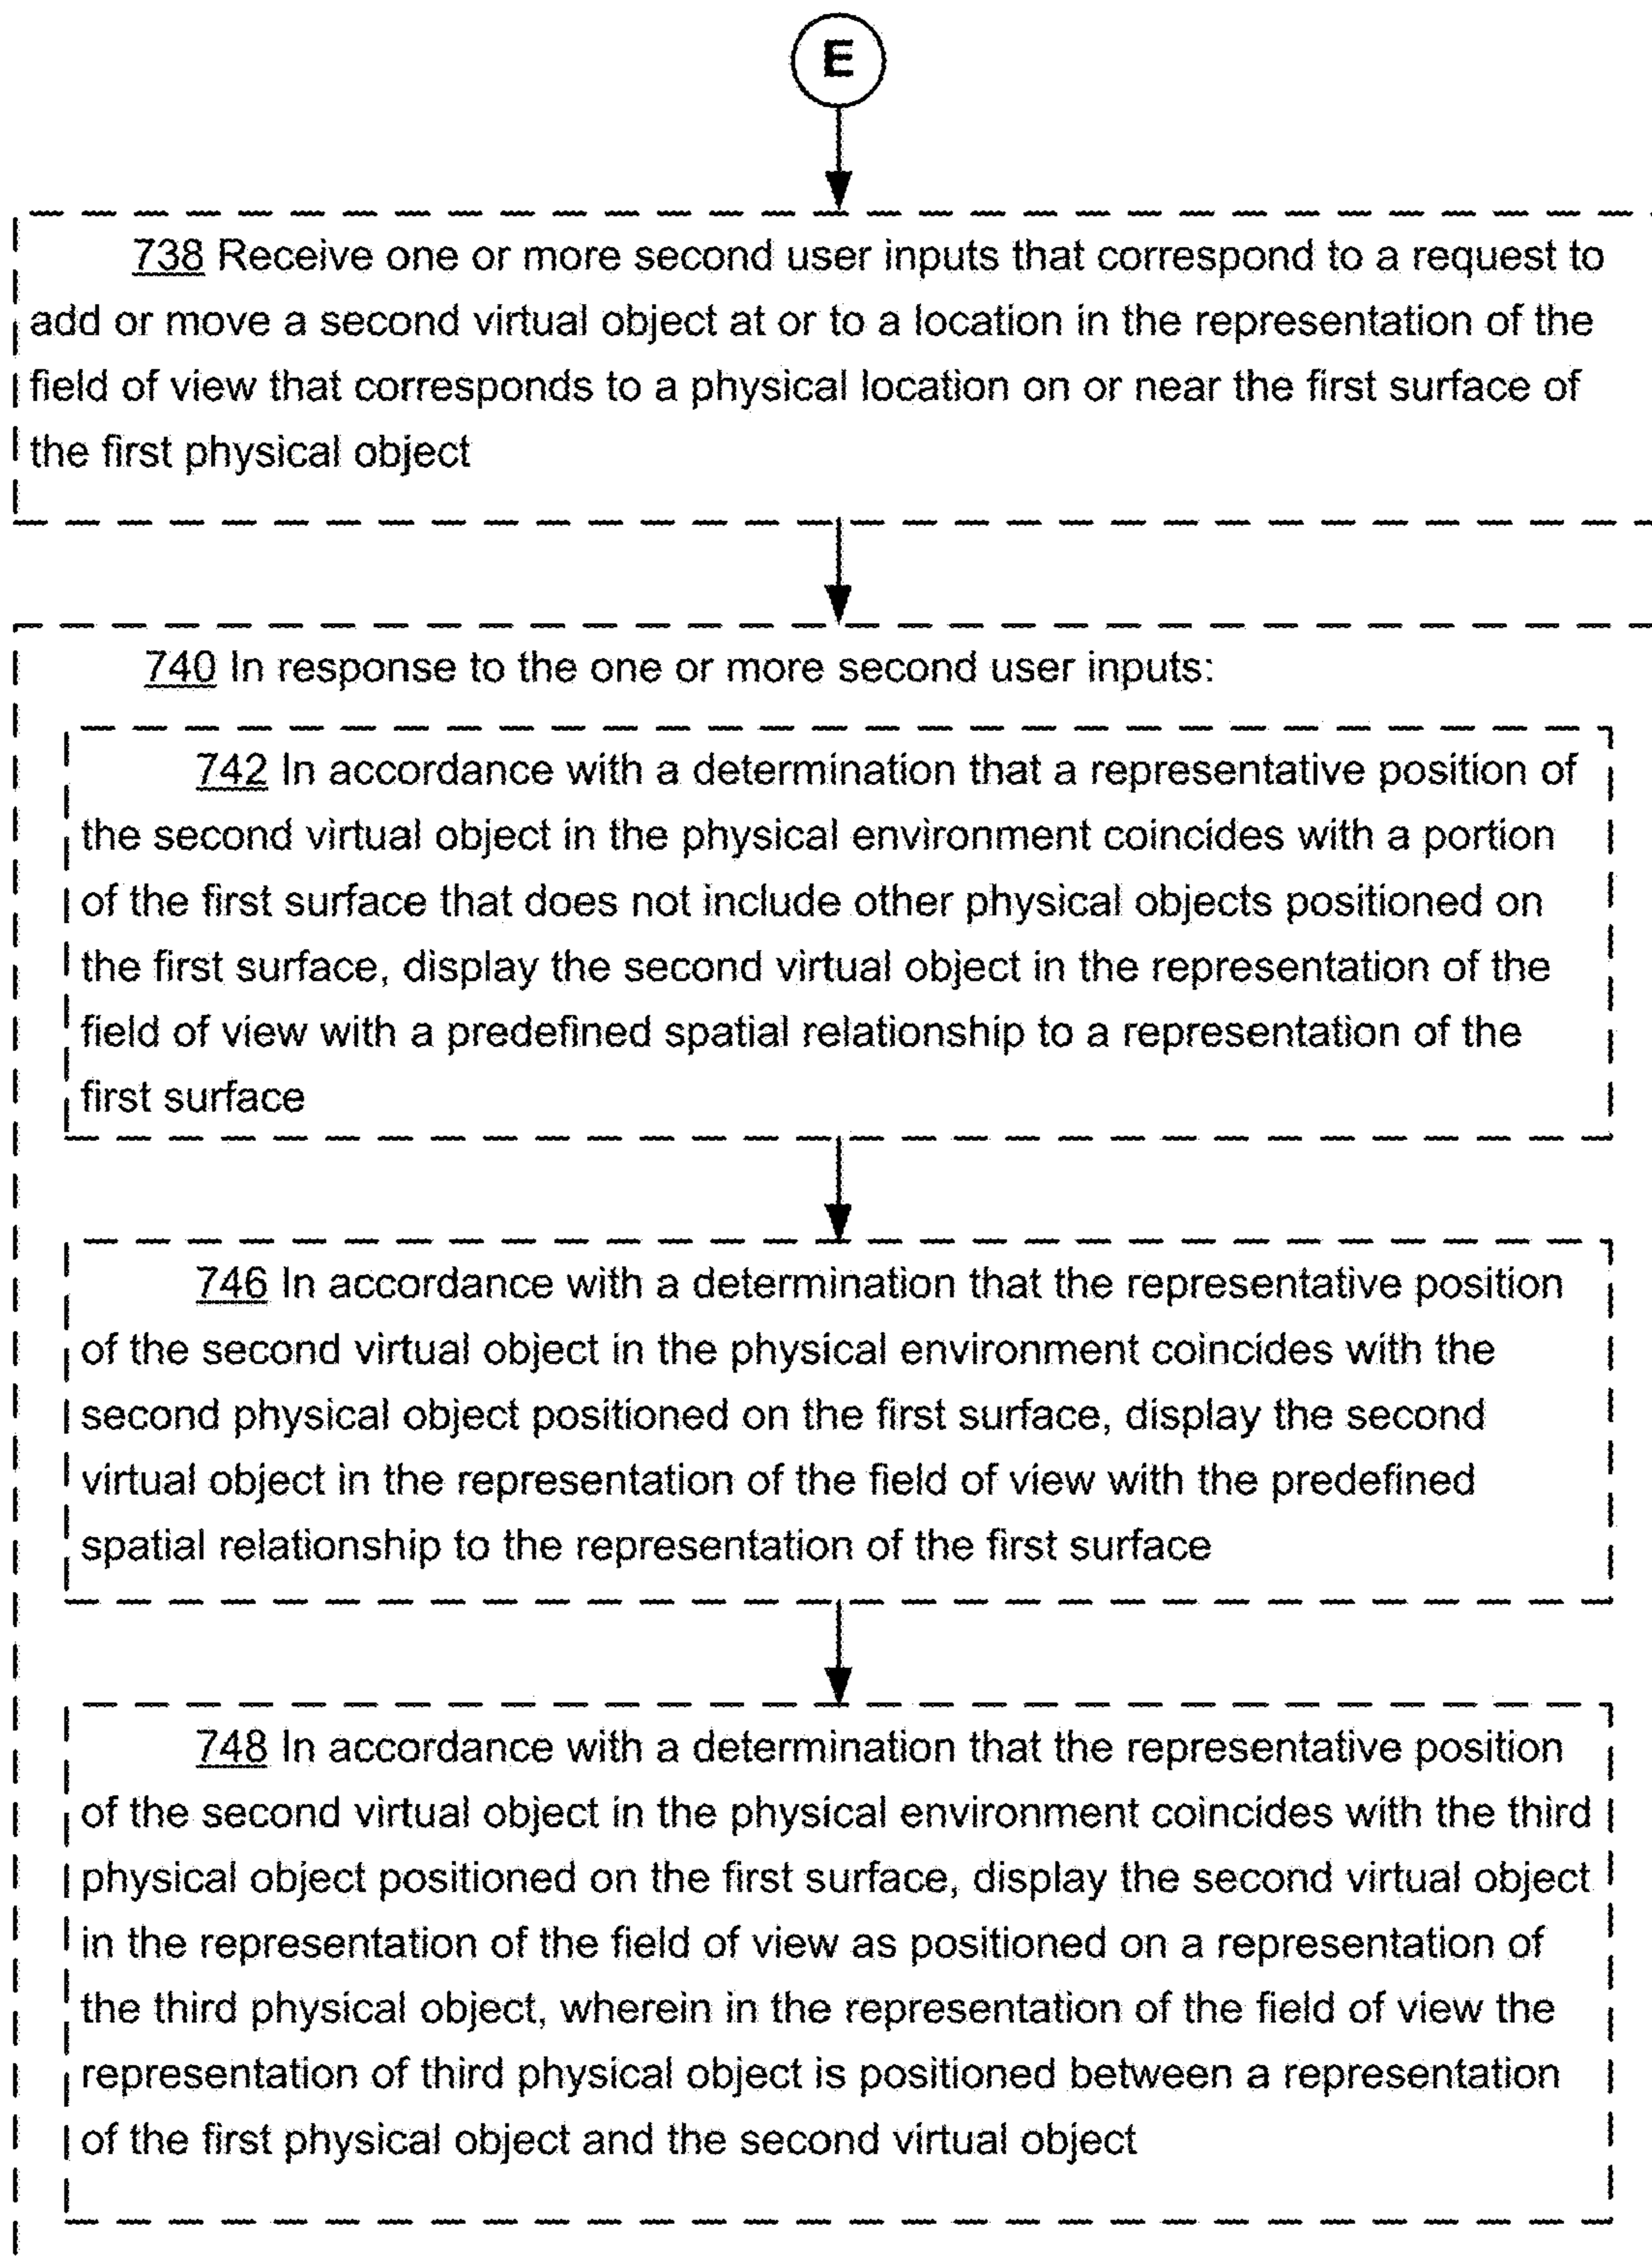 E
738 Receive one or more second user inputs that correspond to a request to
add or move a second virtual object at or to a location in the representation of the
field of view that corresponds to a physical location on or near the first surface of
the first physical object
740 In response to the one or more second user inputs:
742 In accordance with a determination that a representative position of
the second virtual object in the physical environment coincides with a portion
of the first surface that does not include other physical objects positioned on
the first surface, display the second virtual object in the representation of the
field of view with a predefined spatial relationship to a representation of the
first surface
746 In accordance with a determination that the representative position
of the second virtual object in the physical environment coincides with the
second physical object positioned on the first surface, display the second
virtual object in the representation of the field of view with the predefined
spatial relationship to the representation of the first surface
748 In accordance with a determination that the representative position
of the second virtual object in the physical environment coincides with the third
physical object positioned on the first surface, display the second virtual object
in the representation of the field of view as positioned on a representation of
the third physical object, wherein in the representation of the field of view the
representation of third physical object is positioned between a representation
of the first physical object and the second virtual object